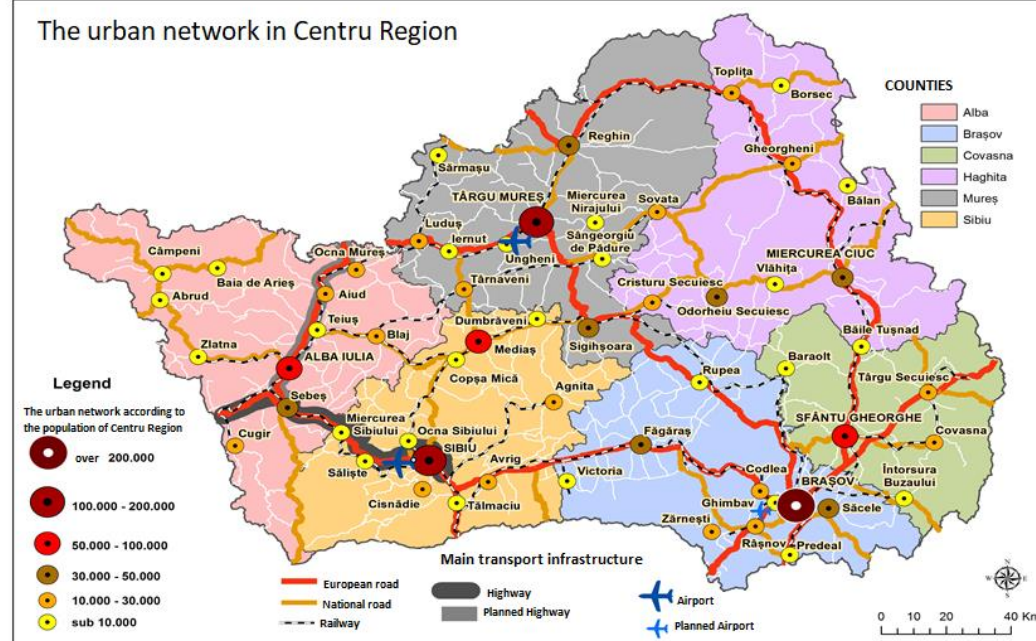 The urban network in Centru Region
COUNTIES
Alba
Brașov
Covasna
Haghita
Mureș
Sibiu
Toplița
Borsec
Reghin
Gheorgheni
Sărmașu
Bălan
TÂRGU MUREȘ
Miercurea
Nirajului
Sovata
Luduș
Iernut
Sângeorgiu
de Pădure
Ungheni
MIERCUREA CIUC
Vlăhița
Câmpeni
Ocna Mureș
Baia de Arieș
Abrud
Aiud
Târnaveni
Cristuru Secuiesc
Odorheiu Secuiesc
Teiuș
Blaj
Dumbrăveni
Mediaș
Sigihșoara
Băile Tușnad
Zlatna
ALBA IULIA
Copșa Mică
Agnita
Rupea
Baraolt
Târgu Secuiesc
Sebeș
Miercurea
Sibiului
Ocna Sibiului
SIBIU
Cugir
Săliște
Cisnădie
Avrig
Tălmaciu
Făgăraș
Victoria
SFÂNTU GHEORGHE
Covasna
Codlea
BRAȘOV
Întorsura
Buzaului
Ghimbav
Săcele
Zărnești
Râșnov
Predeal
Legend
The urban network according to
the population of Centru Region
over 200.000
100.000 - 200.000
50.000 - 100.000
30.000 - 50.000
10.000 - 30.000
sub 10.000
Main transport infrastructure
European road
National road
Railway
Highway
Planned Highway
Airport
Planned Airport
N
E
S
W
0 10 20 40 Km